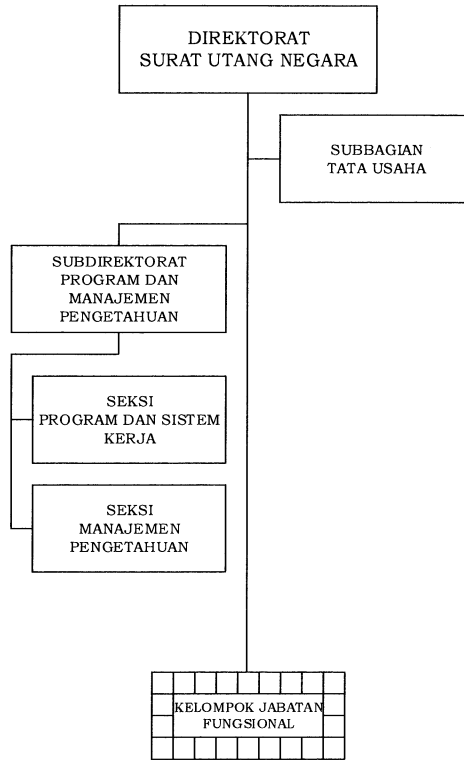 DIREKTORAT
SURAT UTANG NEGARA
SUBBAGIAN
TATA USAHA
SUBDIREKTORAT
PROGRAM DAN
MANAJEMEN
PENGETAHUAN
SEKSI
PROGRAM DAN SISTEM
KERJA
SEKSI
MANAJEMEN
PENGETAHUAN
KELOMPOK JABATAN
FUNGSIONAL